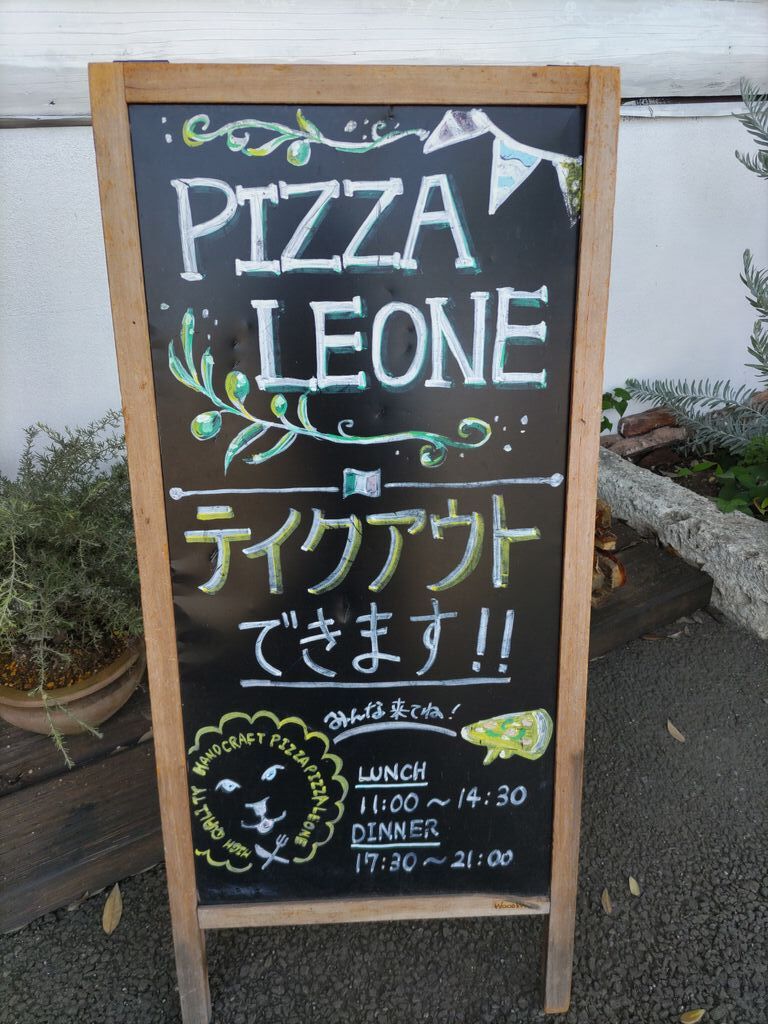 PIZZA
LEONE
テイクアウト
できます!!
みんな来てね!
HIGH QALLTY HANDCRAFT PIZZA PIZZA LEONE
LUNCH
11:00〜14:30
DINNER
17:30〜21:00